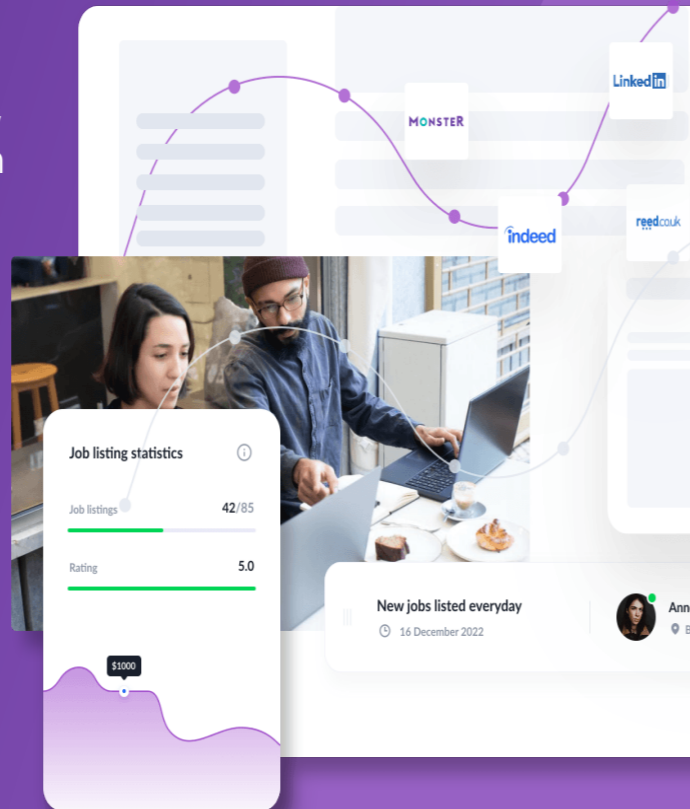 LinkedIn
MONSTER
indeed
reed.co.uk
Job listing statistics
Job listings 42/85
Rating 5.0
$1000
New jobs listed everyday
16 December 2022
Ann
B